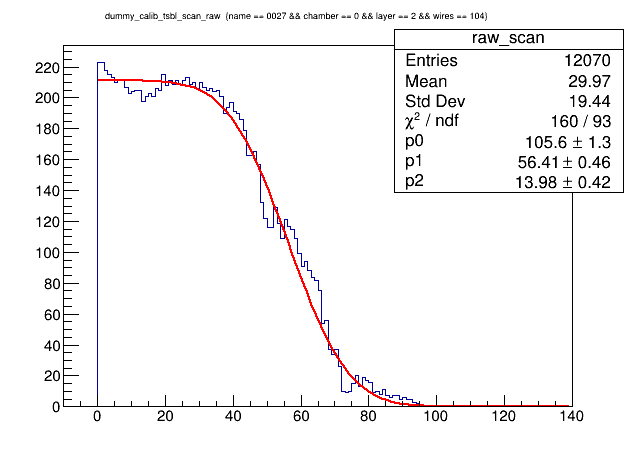 dummy_calib_tsbl_scan_raw (name == 0027 && chamber == 0 && layer == 2 && wires == 104)
raw_scan
Entries 12070
Mean 29.97
Std Dev 19.44
χ² / ndf 160 / 93
p0 105.6 ± 1.3
p1 56.41 ± 0.46
p2 13.98 ± 0.42
220
200
180
160
140
120
100
80
60
40
20
0
0 20 40 60 80 100 120 140